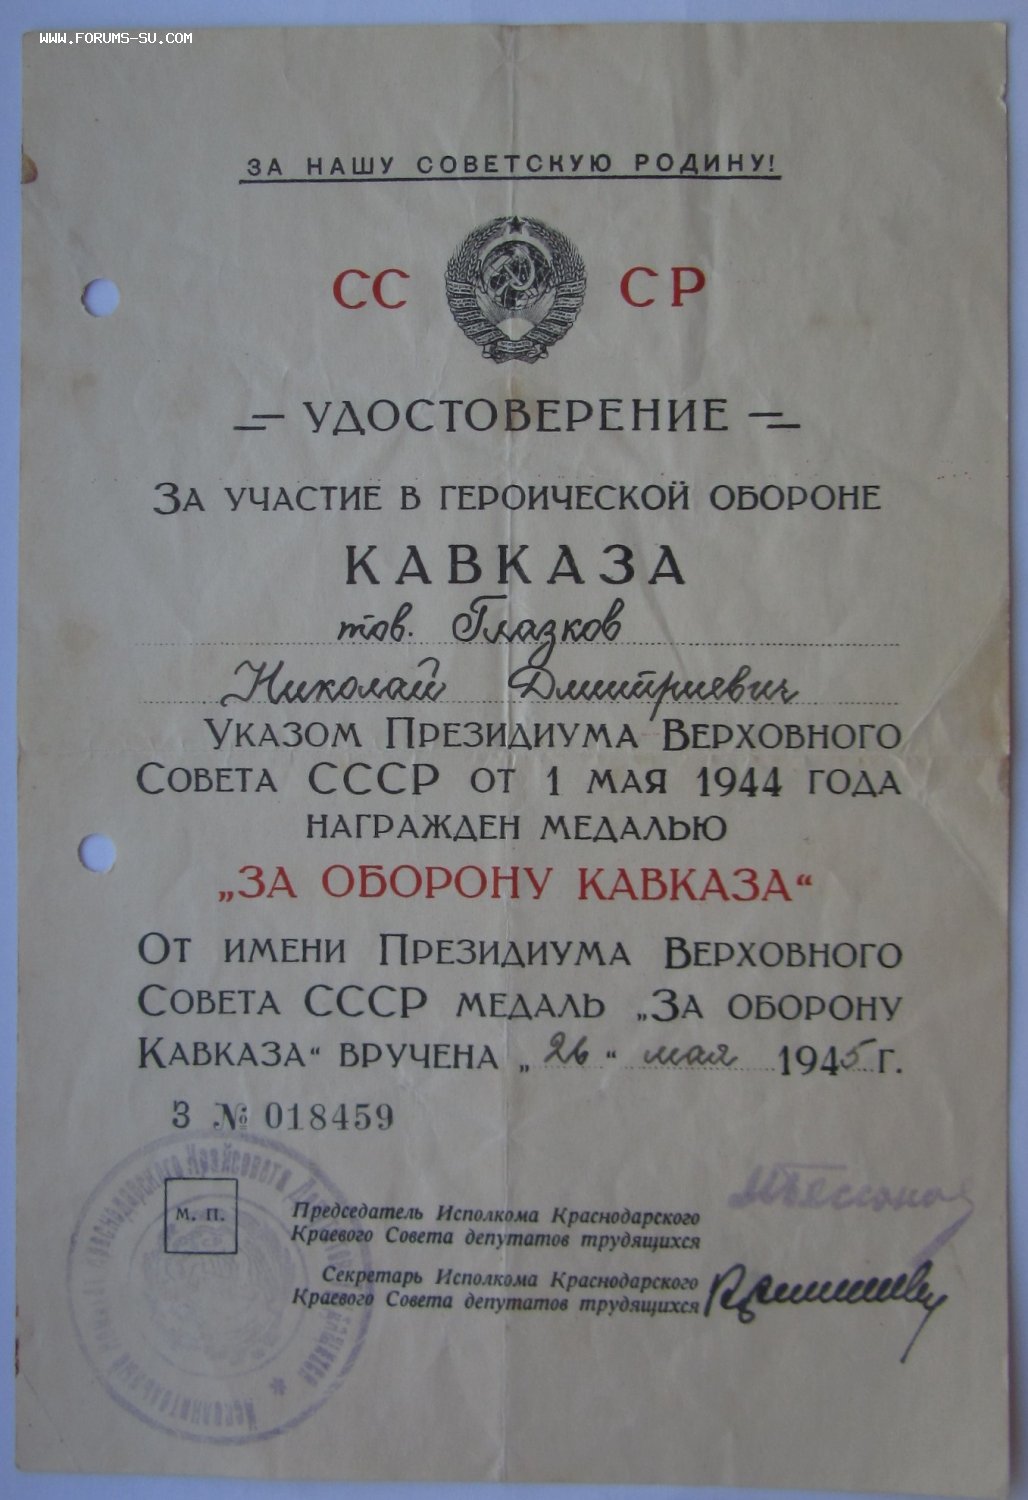 WWW.FORUMS-SU.COM
ЗА НАШУ СОВЕТСКУЮ РОДИНУ!
СС СР
УДОСТОВЕРЕНИЕ
ЗА УЧАСТИЕ В ГЕРОИЧЕСКОЙ ОБОРОНЕ
КАВКАЗА
тов. Глазков
Николай Дмитриевич
УКАЗОМ ПРЕЗИДИУМА ВЕРХОВНОГО
СОВЕТА СССР ОТ 1 МАЯ 1944 ГОДА
НАГРАЖДЕН МЕДАЛЬЮ
„ЗА ОБОРОНУ КАВКАЗА“
ОТ ИМЕНИ ПРЕЗИДИУМА ВЕРХОВНОГО
СОВЕТА СССР МЕДАЛЬ „ЗА ОБОРОНУ
КАВКАЗА“ ВРУЧЕНА „26“ мая 1945 Г.
З № 018459
М. П.
Председатель Исполкома Краснодарского
Краевого Совета депутатов трудящихся
Секретарь Исполкома Краснодарского
Краевого Совета депутатов трудящихся
Исполнительный Краснодарского Крайсовета